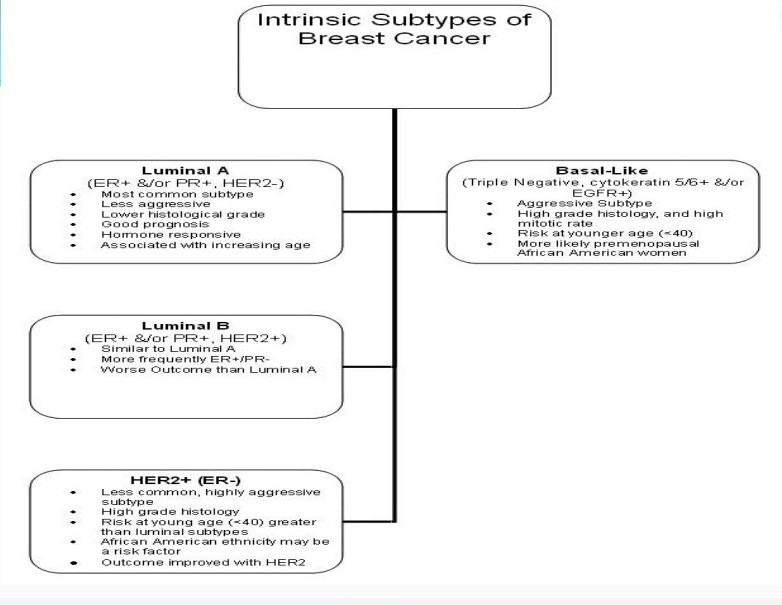 Intrinsic Subtypes of
Breast Cancer
Luminal A
(ER+ &/or PR+, HER2-)
• Most common subtype
• Less aggressive
• Lower histological grade
• Good prognosis
• Hormone responsive
• Associated with increasing age
Basal-Like
(Triple Negative, cytokeratin 5/6+ &/or
EGFR+)
• Aggressive Subtype
• High grade histology, and high
mitotic rate
• Risk at younger age (<40)
• More likely premenopausal
African American women
Luminal B
(ER+ &/or PR+, HER2+)
• Similar to Luminal A
• More frequently ER+/PR-
• Worse Outcome than Luminal A
HER2+ (ER-)
• Less common, highly aggressive
subtype
• High grade histology
• Risk at young age (<40) greater
than luminal subtypes
• African American ethnicity may be
a risk factor
• Outcome improved with HER2